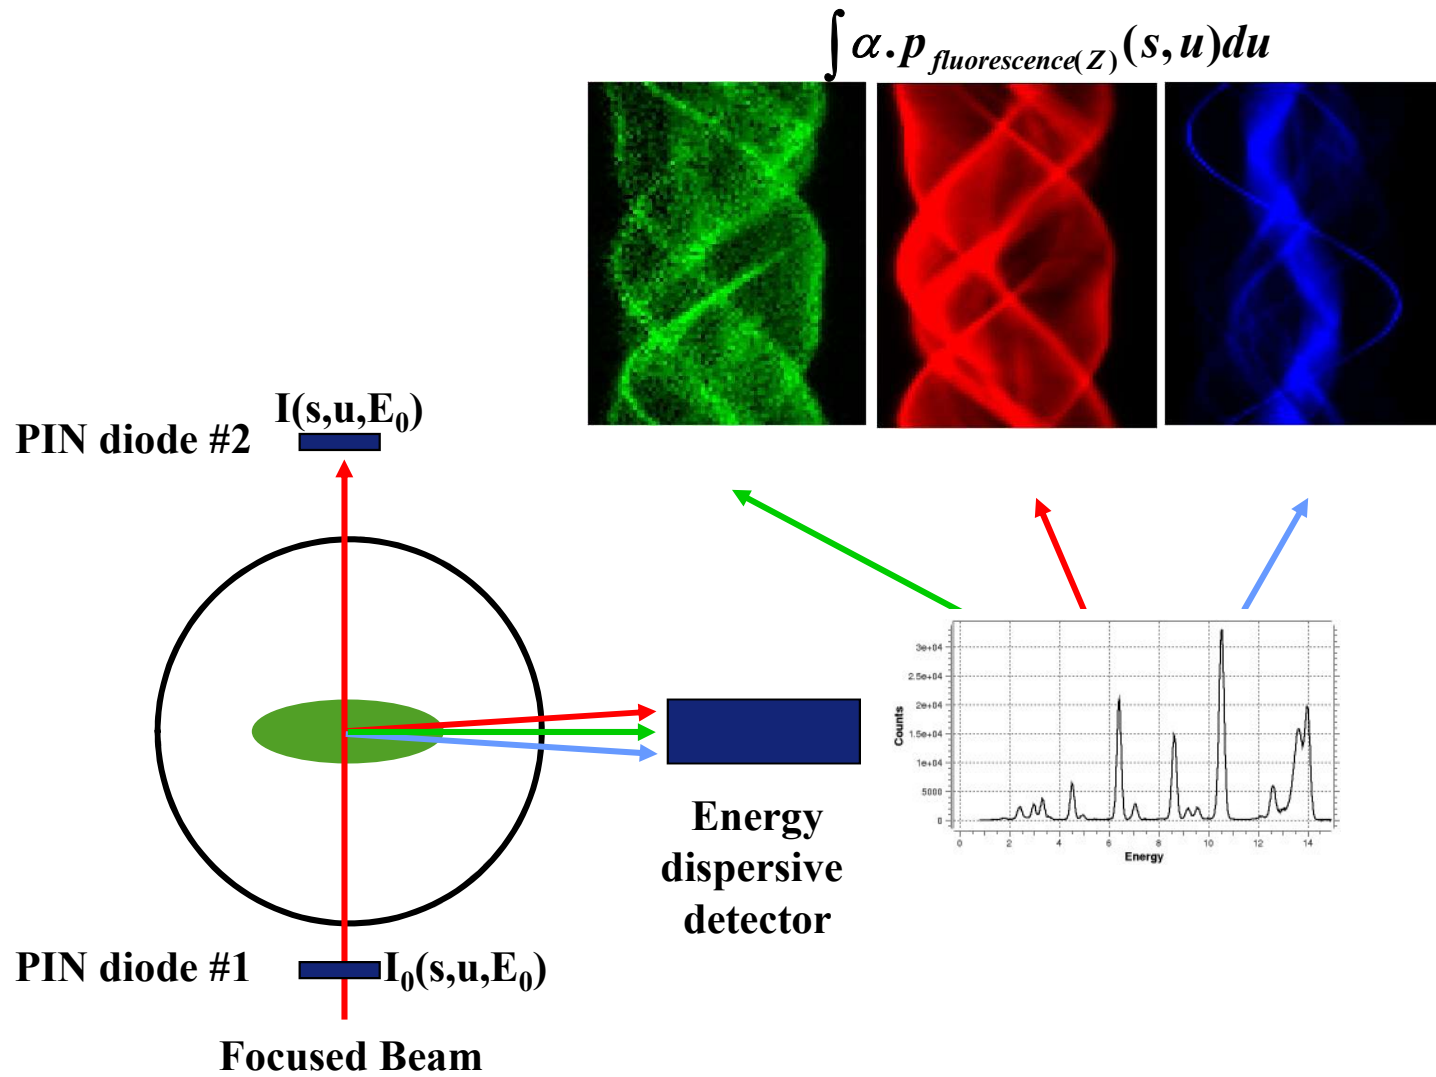 ∫α.p fluorescence(Z) (s,u)du
I(s,u,E₀)
PIN diode #2
3e+04
2.5e+04
2e+04
1.5e+04
1e+04
5000
0
Counts
0 2 4 6 8 10 12 14
Energy
Energy
dispersive
detector
PIN diode #1
I₀(s,u,E₀)
Focused Beam